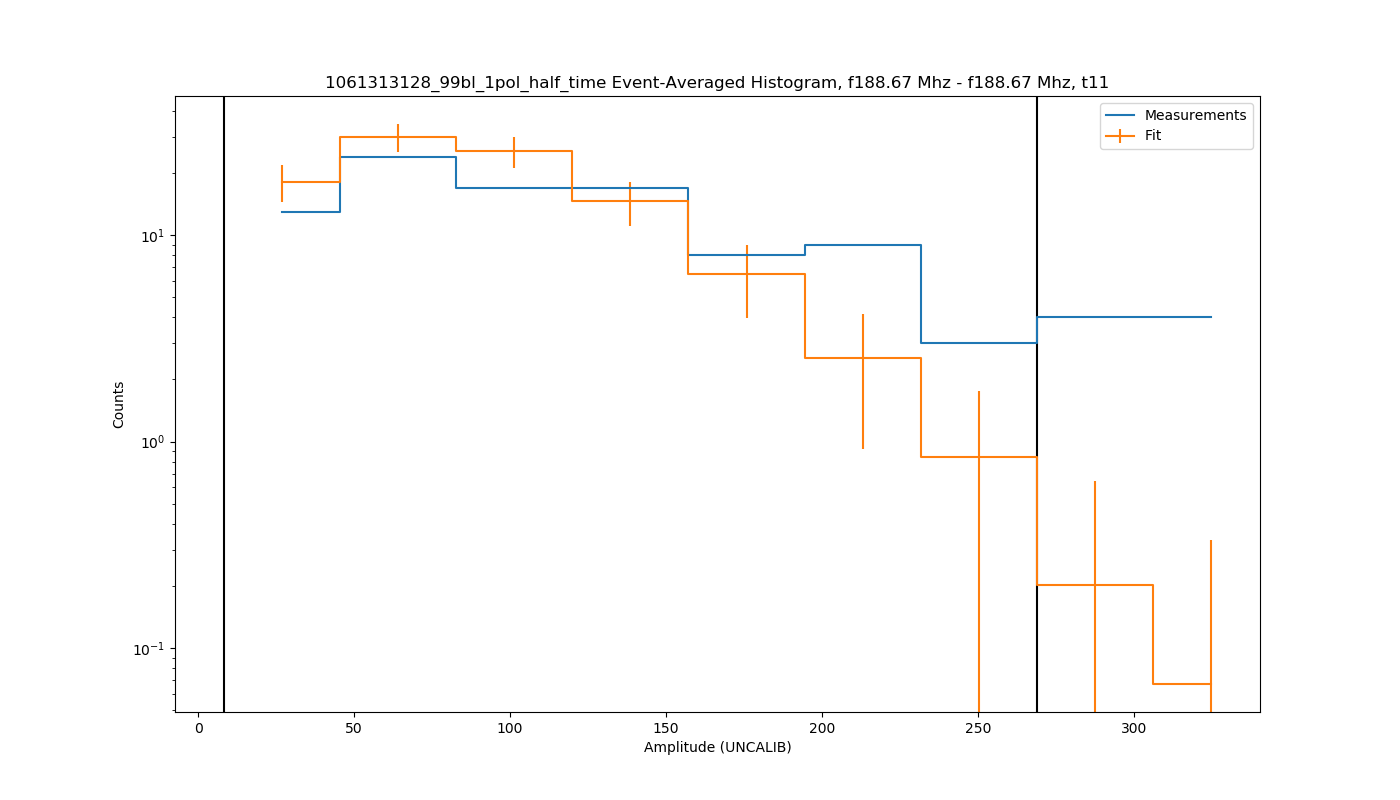 1061313128_99bl_1pol_half_time Event-Averaged Histogram, f188.67 Mhz - f188.67 Mhz, t11
Measurements
Fit
Counts
10^1
10^0
10^-1
0 50 100 150 200 250 300
Amplitude (UNCALIB)